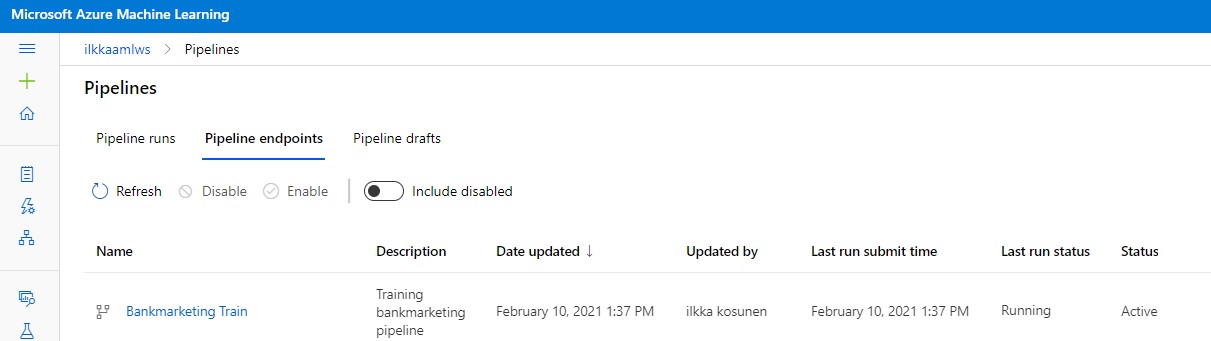 Microsoft Azure Machine Learning
ilkkaamlws > Pipelines
Pipelines
Pipeline runs Pipeline endpoints Pipeline drafts
Refresh Disable Enable Include disabled
Name Description Date updated ↓ Updated by Last run submit time Last run status Status
Training
Bankmarketing Train bankmarketing February 10, 2021 1:37 PM ilkka kosunen February 10, 2021 1:37 PM Running Active
pipeline